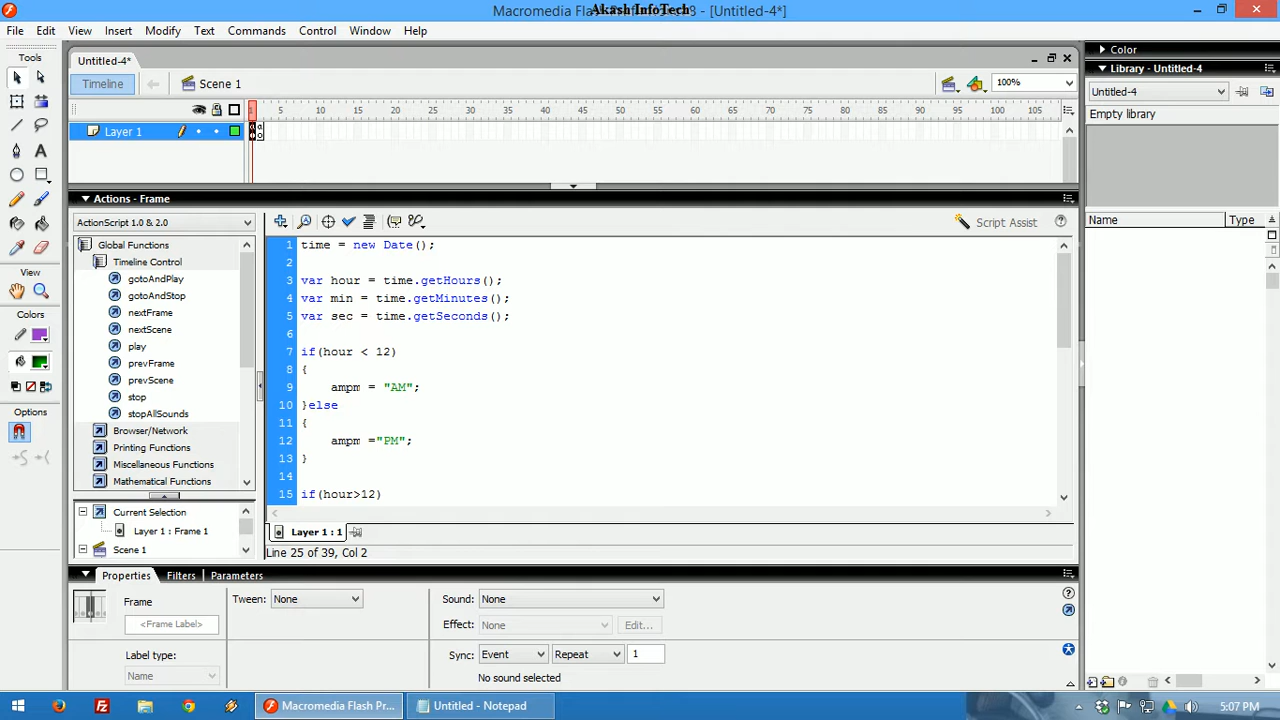 Akash InfoTech
Macromedia Flash 8 - [Untitled-4*]
File Edit View Insert Modify Text Commands Control Window Help
Tools
Untitled-4*
Timeline
Scene 1
100%
5 10 15 20 25 30 35 40 45 50 55 60 65 70 75 80 85 90 95 100 105
Layer 1
Color
Library - Untitled-4
Untitled-4
Empty library
Name Type
Actions - Frame
ActionScript 1.0 & 2.0
Script Assist
Global Functions
Timeline Control
gotoAndPlay
gotoAndStop
nextFrame
nextScene
play
prevFrame
prevScene
stop
stopAllSounds
Browser/Network
Printing Functions
Miscellaneous Functions
Mathematical Functions
Current Selection
Layer 1 : Frame 1
Scene 1
View
Colors
Options
1 time = new Date();
2
3 var hour = time.getHours();
4 var min = time.getMinutes();
5 var sec = time.getSeconds();
6
7 if(hour < 12)
8 {
9 ampm = "AM";
10 }else
11 {
12 ampm ="PM";
13 }
14
15 if(hour>12)
Layer 1 : 1
Line 25 of 39, Col 2
Properties Filters Parameters
Frame
<Frame Label>
Label type:
Name
Tween: None
Sound: None
Effect: None Edit...
Sync: Event Repeat 1
No sound selected
Macromedia Flash Pr... Untitled - Notepad 5:07 PM